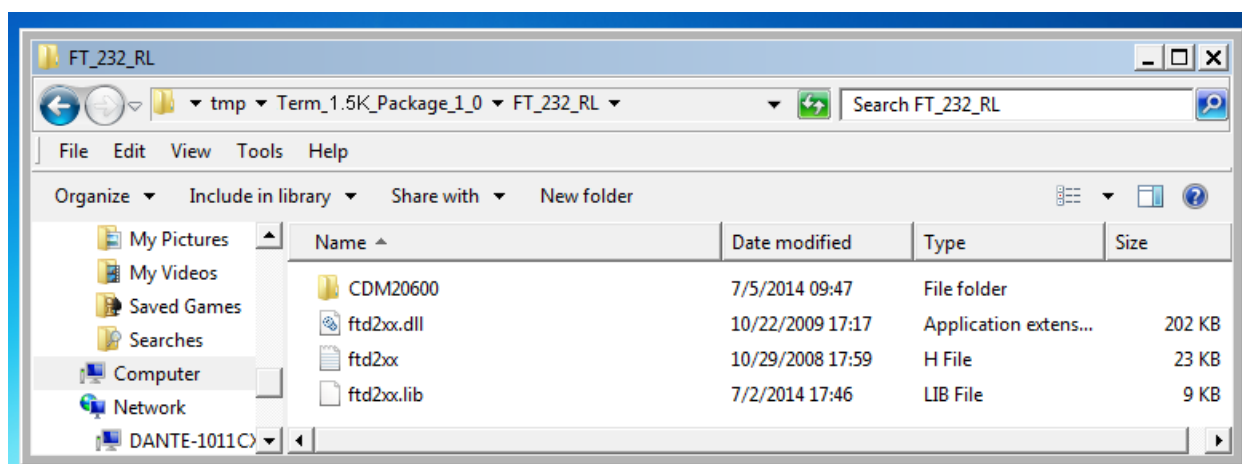 FT_232_RL
tmp Term_1.5K_Package_1_0 FT_232_RL Search FT_232_RL
File Edit View Tools Help
Organize Include in library Share with New folder
My Pictures
My Videos
Saved Games
Searches
Computer
Network
Name Date modified Type Size
CDM20600 7/5/2014 09:47 File folder
ftd2xx.dll 10/22/2009 17:17 Application extens... 202 KB
ftd2xx 10/29/2008 17:59 H File 23 KB
ftd2xx.lib 7/2/2014 17:46 LIB File 9 KB